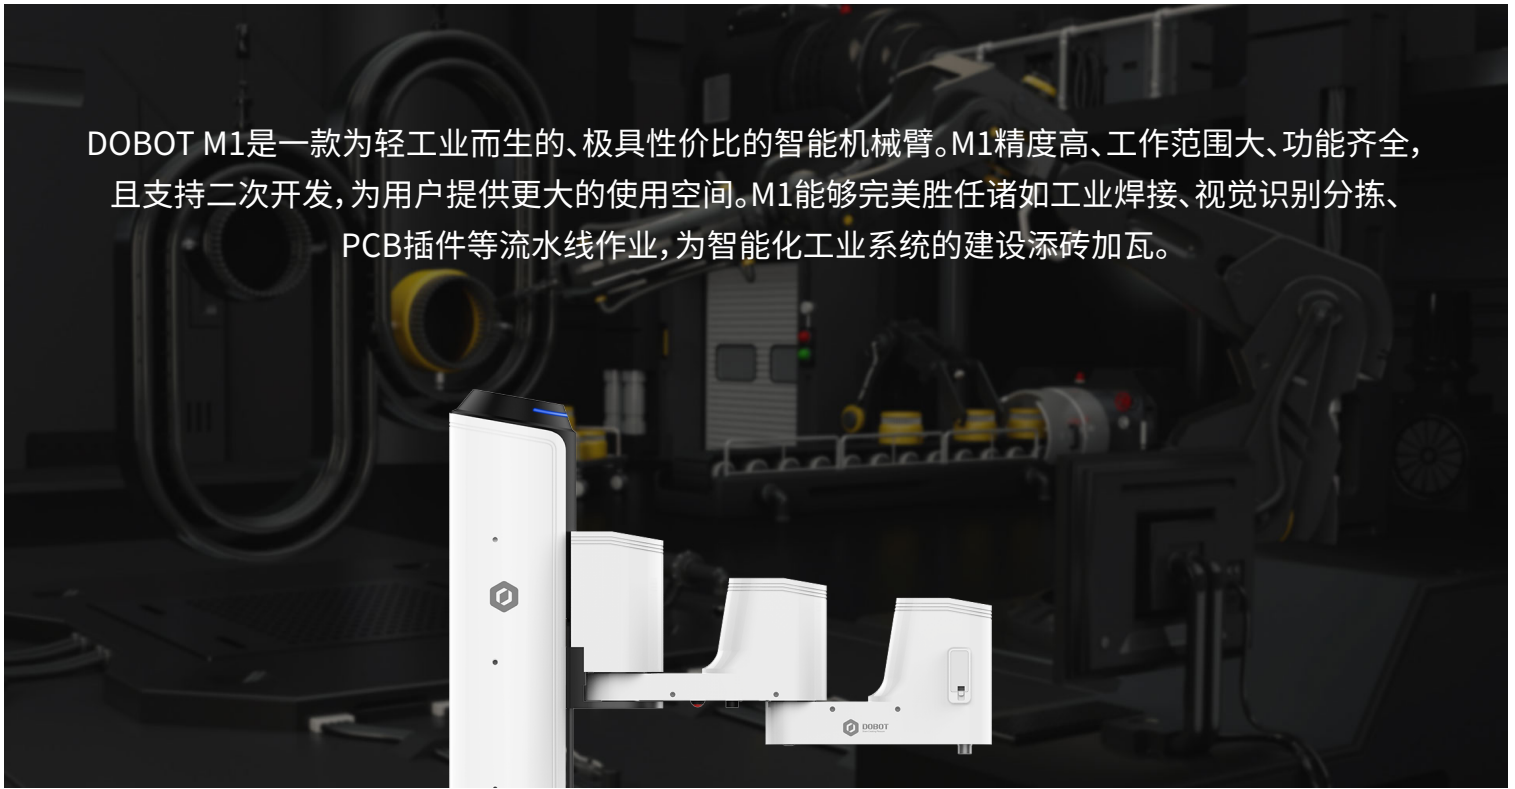 DOBOT M1是一款为轻工业而生的、极具性价比的智能机械臂。M1精度高、工作范围大、功能齐全，
且支持二次开发，为用户提供更大的使用空间。M1能够完美胜任诸如工业焊接、视觉识别分拣、
PCB插件等流水线作业，为智能化工业系统的建设添砖加瓦。
DOBOT